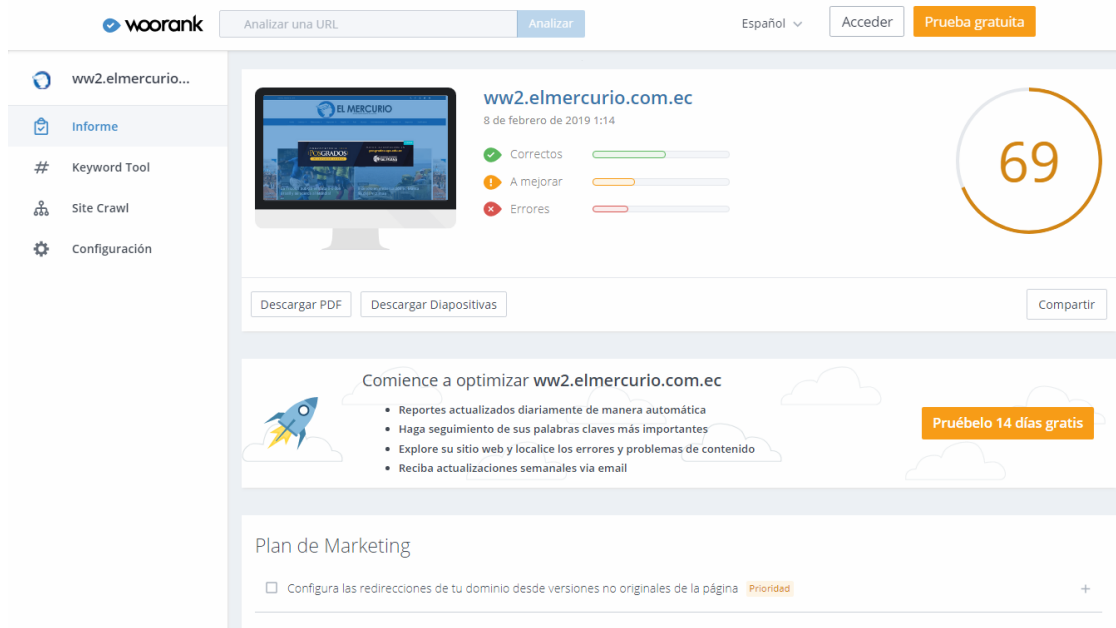 woorank
Analizar una URL
Analizar
Español
Acceder
Prueba gratuita
ww2.elmercurio...
Informe
Keyword Tool
Site Crawl
Configuración
EL MERCURIO
POSGRADOS
ww2.elmercurio.com.ec
8 de febrero de 2019 1:14
Correctos
A mejorar
Errores
69
Descargar PDF
Descargar Diapositivas
Compartir
Comience a optimizar ww2.elmercurio.com.ec
• Reportes actualizados diariamente de manera automática
• Haga seguimiento de sus palabras claves más importantes
• Explore su sitio web y localice los errores y problemas de contenido
• Reciba actualizaciones semanales via email
Pruébelo 14 días gratis
Plan de Marketing
Configura las redirecciones de tu dominio desde versiones no originales de la página Prioridad